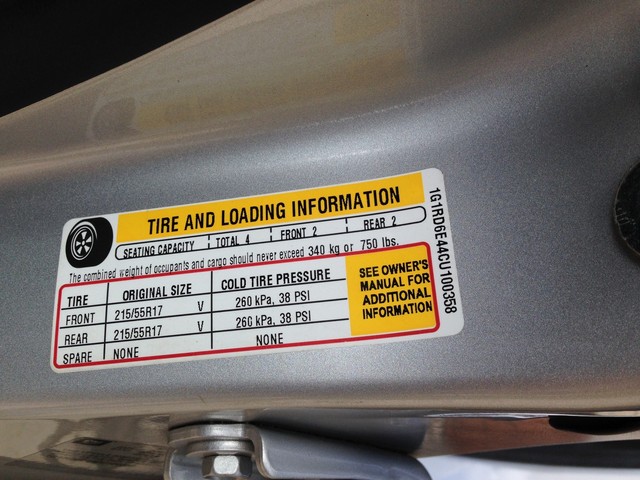 TIRE AND LOADING INFORMATION
SEATING CAPACITY TOTAL 4 FRONT 2 REAR 2
The combined weight of occupants and cargo should never exceed 340 kg or 750 lbs.
TIRE ORIGINAL SIZE COLD TIRE PRESSURE
FRONT 215/55R17 V 260 kPa, 38 PSI
REAR 215/55R17 V 260 kPa, 38 PSI
SPARE NONE NONE
SEE OWNER'S
MANUAL FOR
ADDITIONAL
INFORMATION
1G1RD6E44CU100358